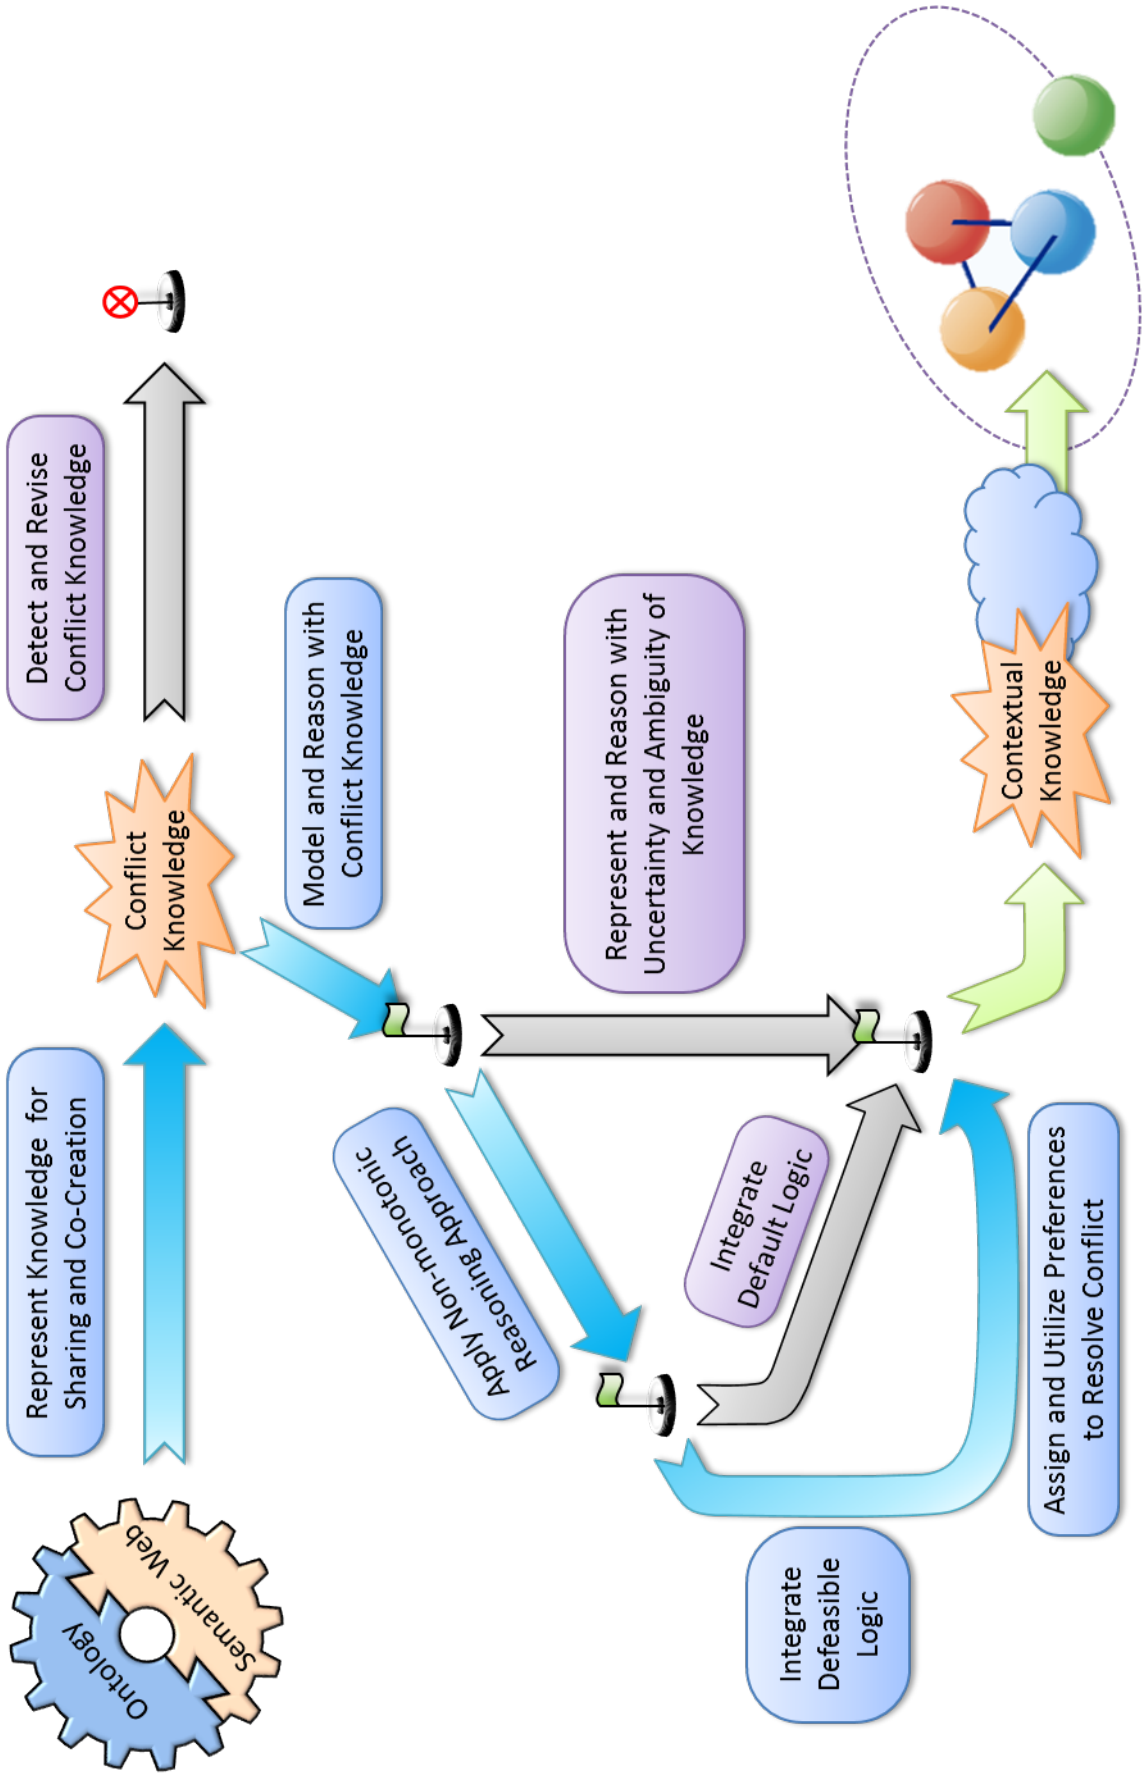 Ontology
Semantic Web
Represent Knowledge for
Sharing and Co-Creation
Conflict
Knowledge
Detect and Revise
Conflict Knowledge
Model and Reason with
Conflict Knowledge
Apply Non-monotonic
Reasoning Approach
Represent and Reason with
Uncertainty and Ambiguity of
Knowledge
Integrate
Default Logic
Integrate
Defeasible
Logic
Assign and Utilize Preferences
to Resolve Conflict
Contextual
Knowledge